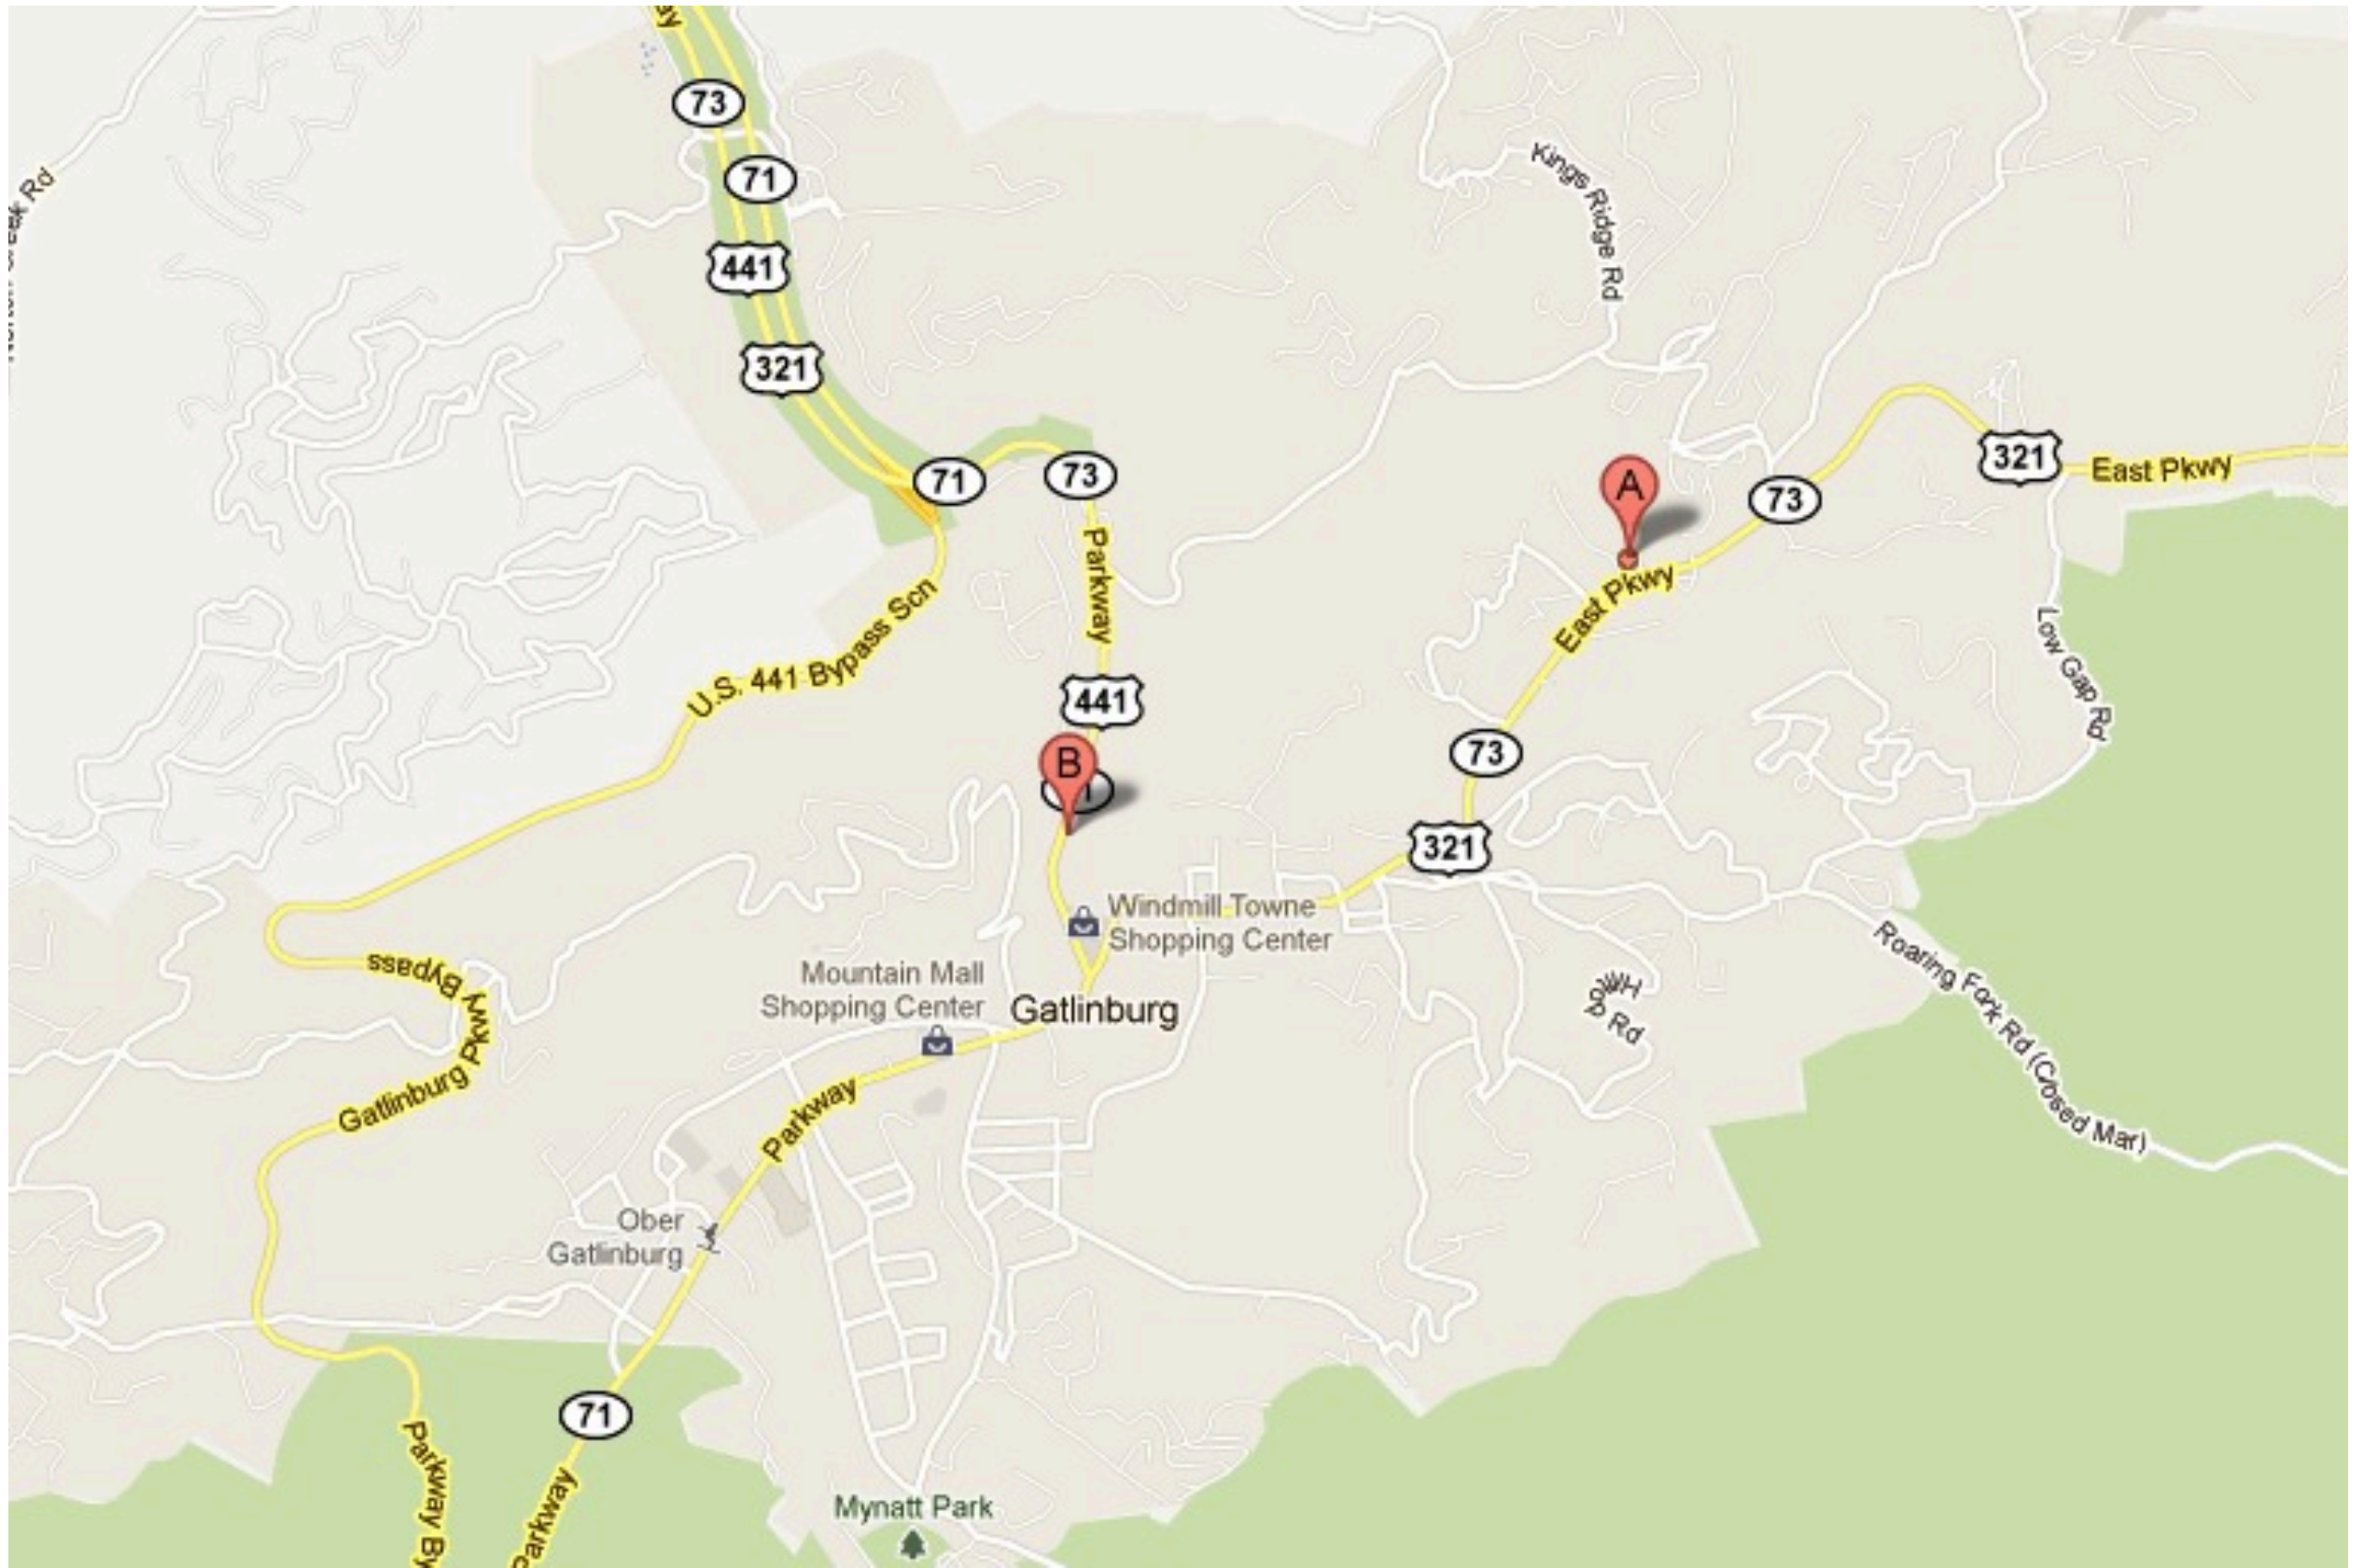 ay
73
71
441
321
71
73
Kings Ridge Rd
321
East Pkwy
73
A
East Pkwy
Parkway
U.S. 441 Bypass Scn
441
B
Low Gap Rd
73
321
Windmill Towne
Shopping Center
Mountain Mall
Shopping Center
Gatlinburg
Gatlinburg Pkwy Bypass
Roaring Fork Rd (Closed Mar)
Rd
Parkway
Ober
Gatlinburg
71
Parkway By
Parkway
Mynatt Park